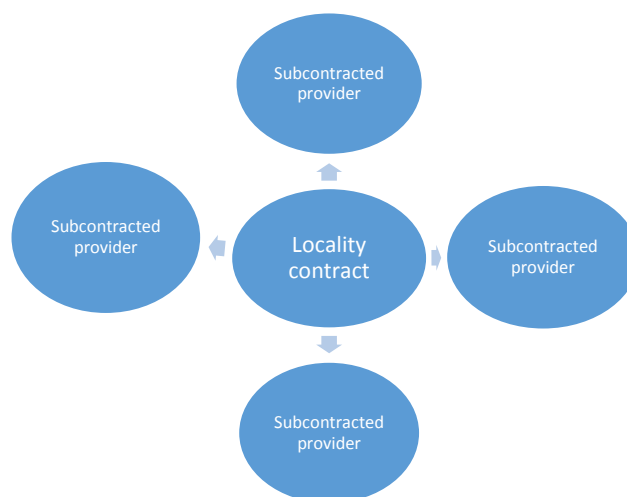 Subcontracted
provider
Subcontracted
provider
Locality
contract
Subcontracted
provider
Subcontracted
provider